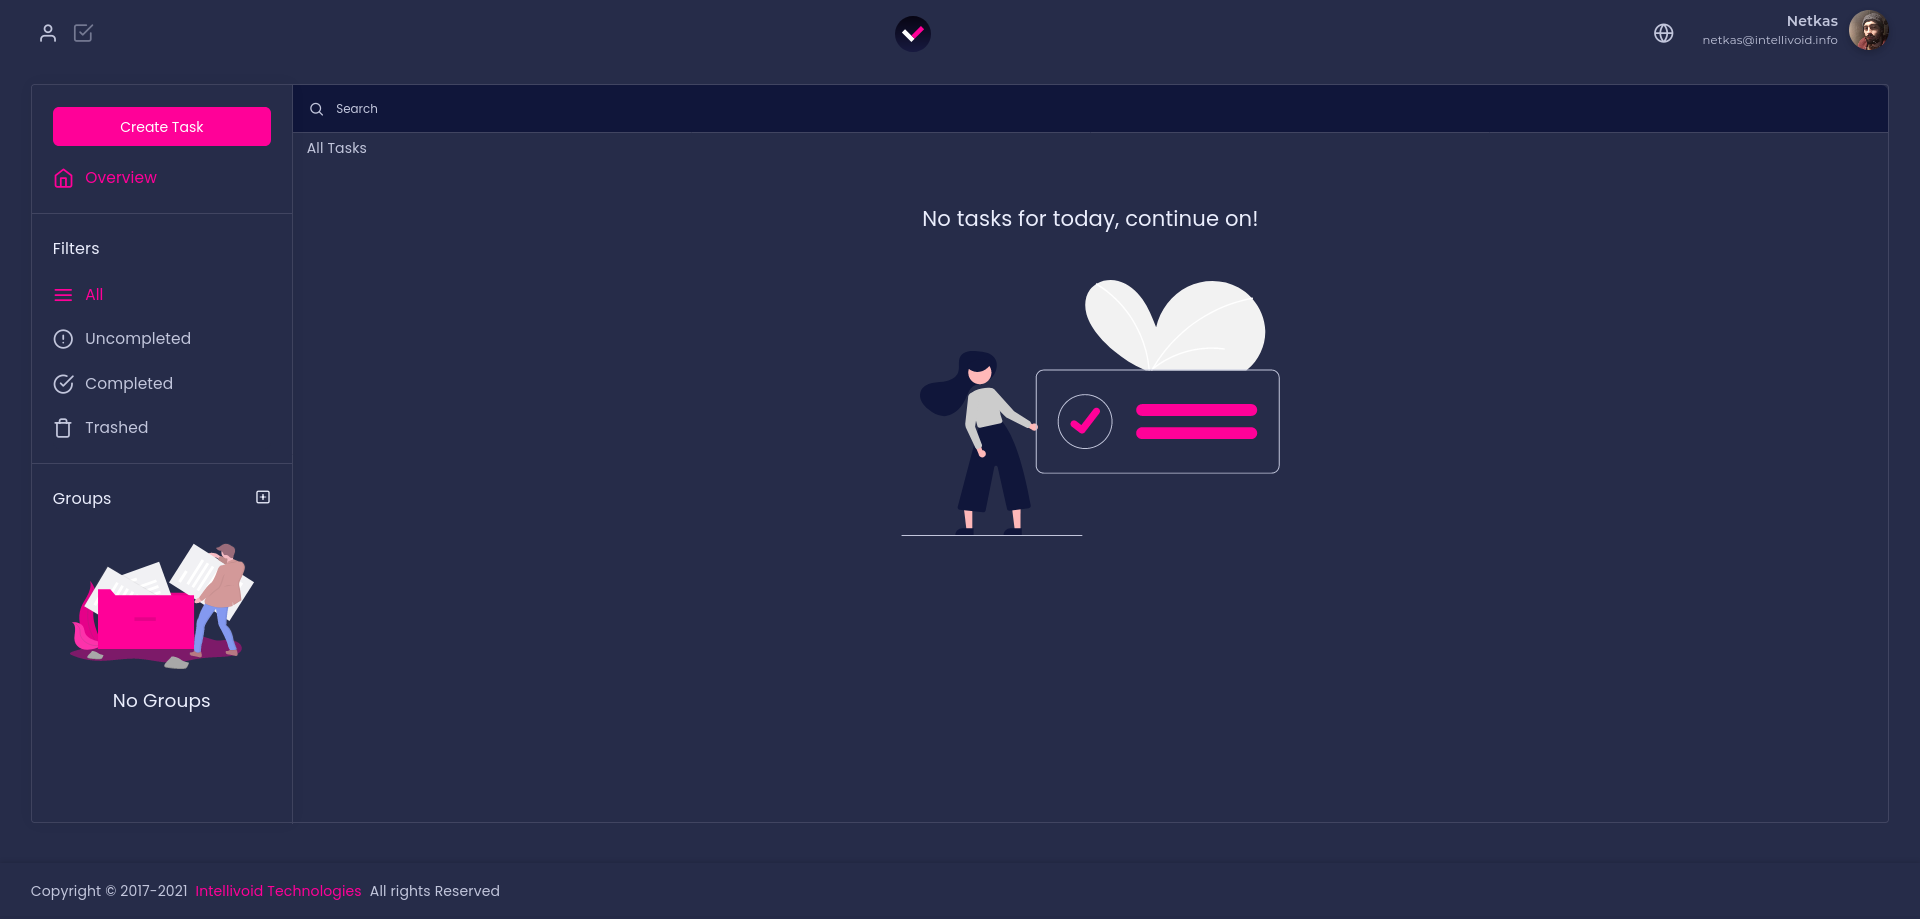 Netkas
netkas@intellivoid.info
Create Task
Search
All Tasks
Overview
No tasks for today, continue on!
Filters
All
Uncompleted
Completed
Trashed
Groups
No Groups
Copyright © 2017-2021 Intellivoid Technologies All rights Reserved